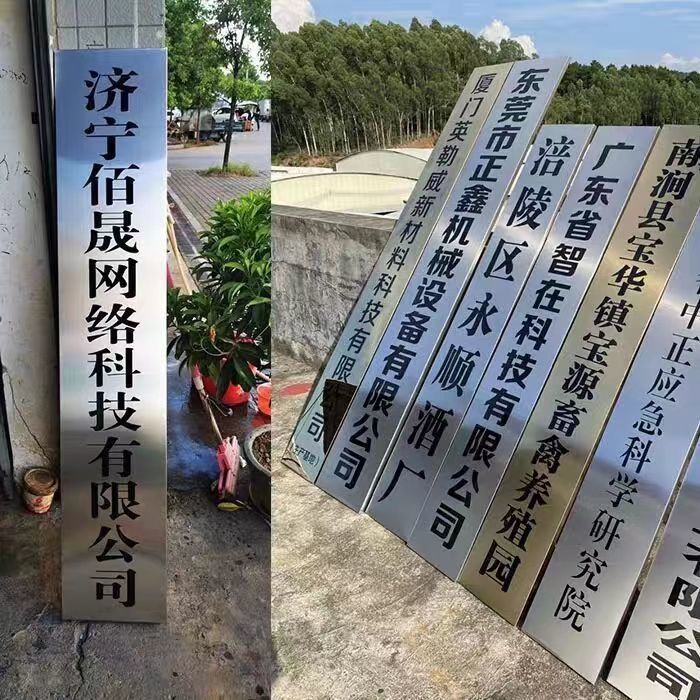 济宁佰晟网络科技有限公司
厦门英勒威新材料科技有限公司
东莞市正鑫机械设备有限公司
涪陵区永顺酒厂
广东省智在科技有限公司
南涧县宝华镇宝源畜禽养殖园
中正应急科学研究院
有限公司